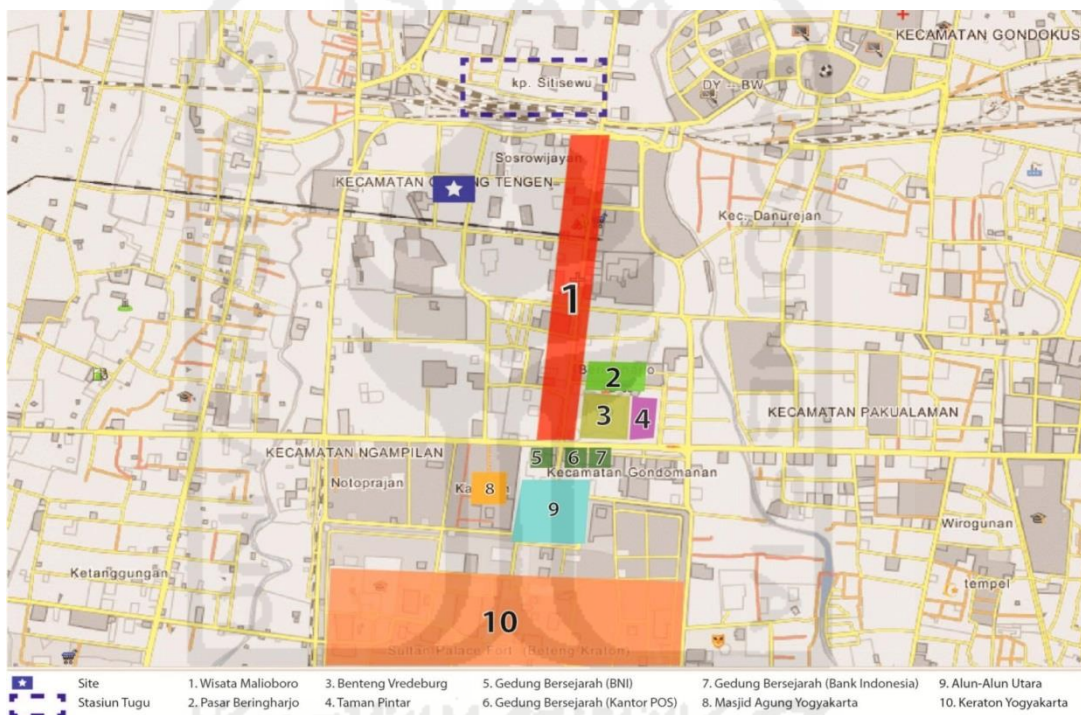 KECAMATAN GONDOKUS
kp. Sitisewu
DY - BW
Sosrowijayan
KECAMATAN G NG TENGEN
Kec. Danurejan
1
2
3
4
KECAMATAN PAKUALAMAN
KECAMATAN NGAMPILAN
5
6
7
Kecamatan Gondomanan
Notoprajan
8
9
Wirogunan
Ketanggungan
tempel
10
Sultan Palace Fort (Beteng Kraton)
Site 1. Wisata Malioboro 3. Benteng Vredeburg 5. Gedung Bersejarah (BNI) 7. Gedung Bersejarah (Bank Indonesia) 9. Alun-Alun Utara
Stasiun Tugu 2. Pasar Beringharjo 4. Taman Pintar 6. Gedung Bersejarah (Kantor POS) 8. Masjid Agung Yogyakarta 10. Keraton Yogyakarta